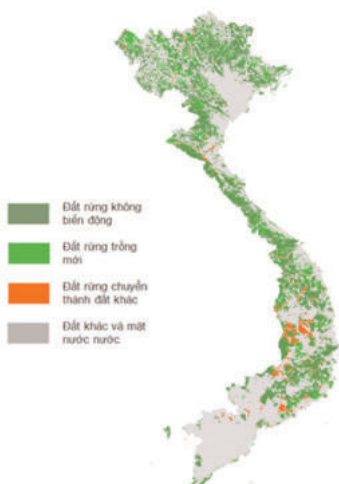 Đất rừng không
biến động
Đất rừng trồng
mới
Đất rừng chuyển
thành đất khác
Đất khác và mặt
nước nước